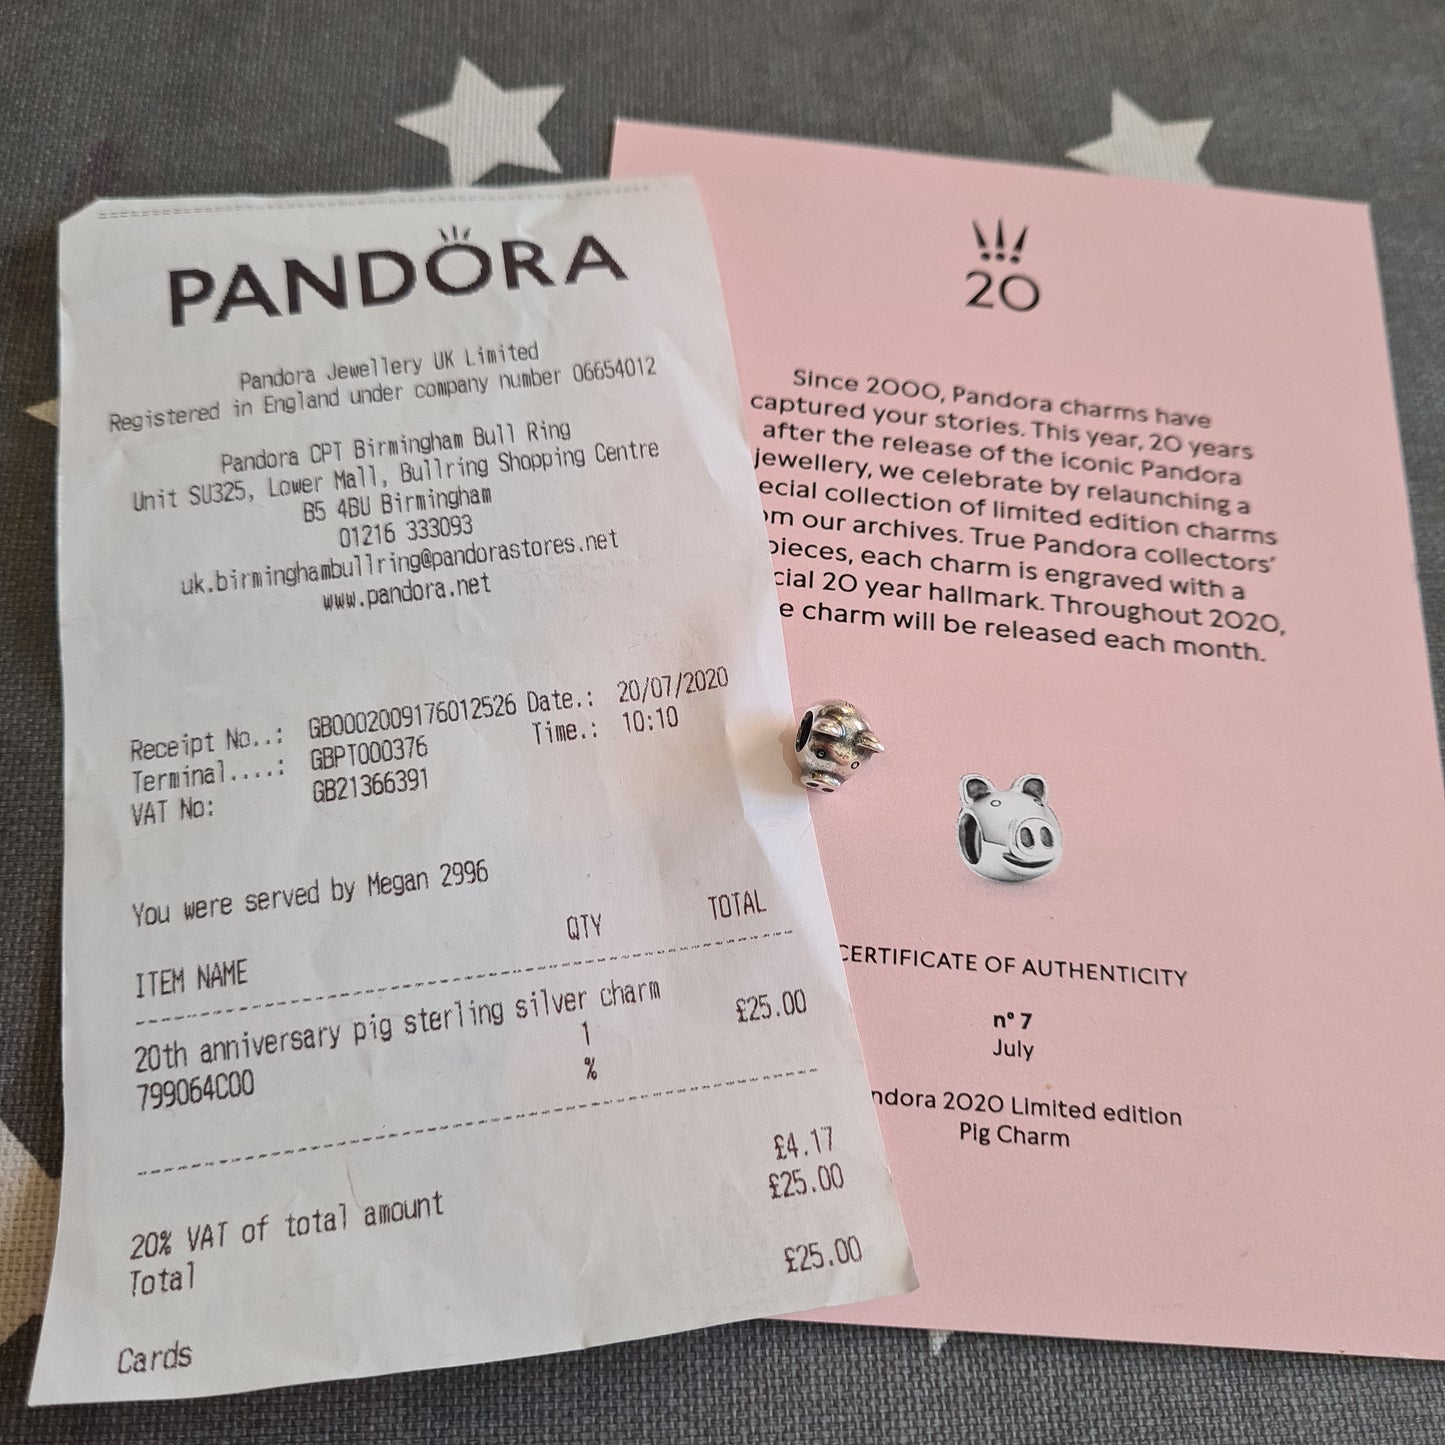 PANDORA
Pandora Jewellery UK Limited
Registered in England under company number 06654012
Pandora CPT Birmingham Bull Ring
Unit SU325, Lower Mall, Bullring Shopping Centre
B5 4BU Birmingham
01216 333093
uk.birminghambullring@pandorastores.net
www.pandora.net
Receipt No..: GB0002009176012526 Date.: 20/07/2020
Terminal....: GBPT000376 Time.: 10:10
VAT No: GB21366391
You were served by Megan 2996
ITEM NAME QTY TOTAL
20th anniversary pig sterling silver charm
799064C00 1 £25.00
%
20% VAT of total amount £4.17
Total £25.00
Cards £25.00
20
Since 2000, Pandora charms have
captured your stories. This year, 20 years
after the release of the iconic Pandora
jewellery, we celebrate by relaunching a
ecial collection of limited edition charms
om our archives. True Pandora collectors'
pieces, each charm is engraved with a
cial 20 year hallmark. Throughout 2020,
e charm will be released each month.
CERTIFICATE OF AUTHENTICITY
nº 7
July
ndora 2020 Limited edition
Pig Charm